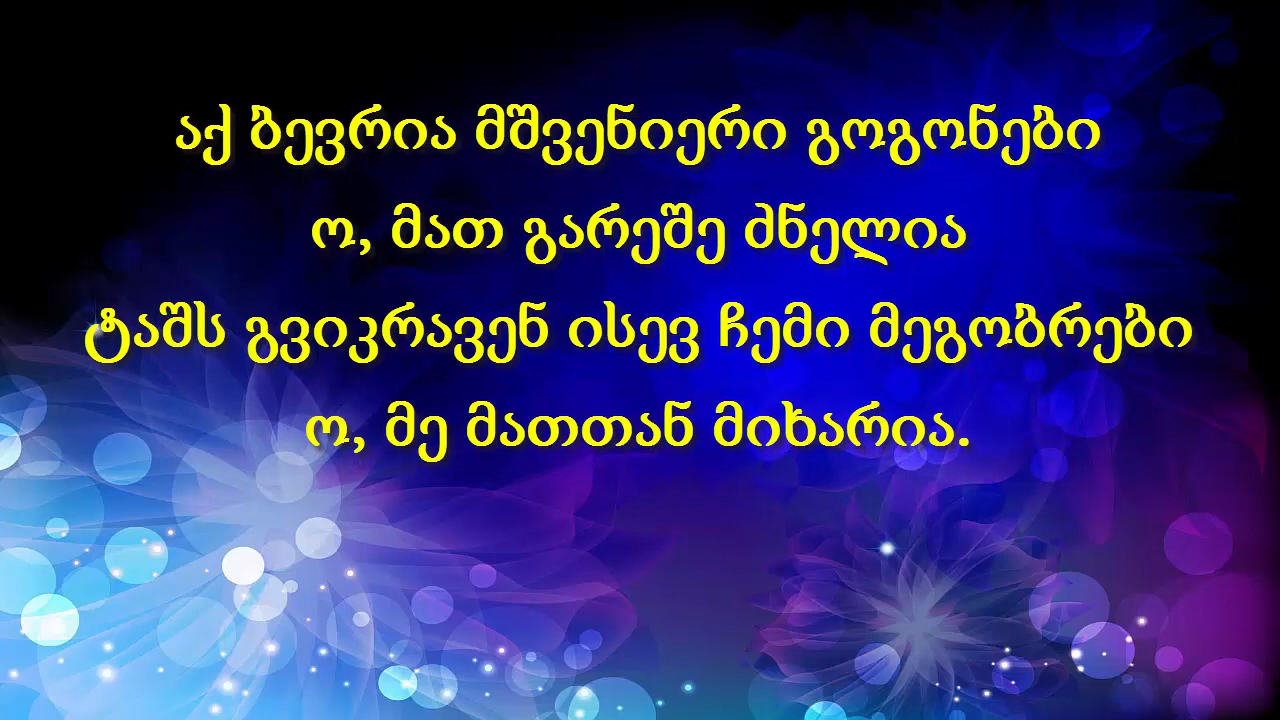 აქ ბევრია მშვენიერი გოგონები
ო, მათ გარეშე ძნელია
ტაშს გვიკრავენ ისევ ჩემი მეგობრები
ო, მე მათთან მიხარია.